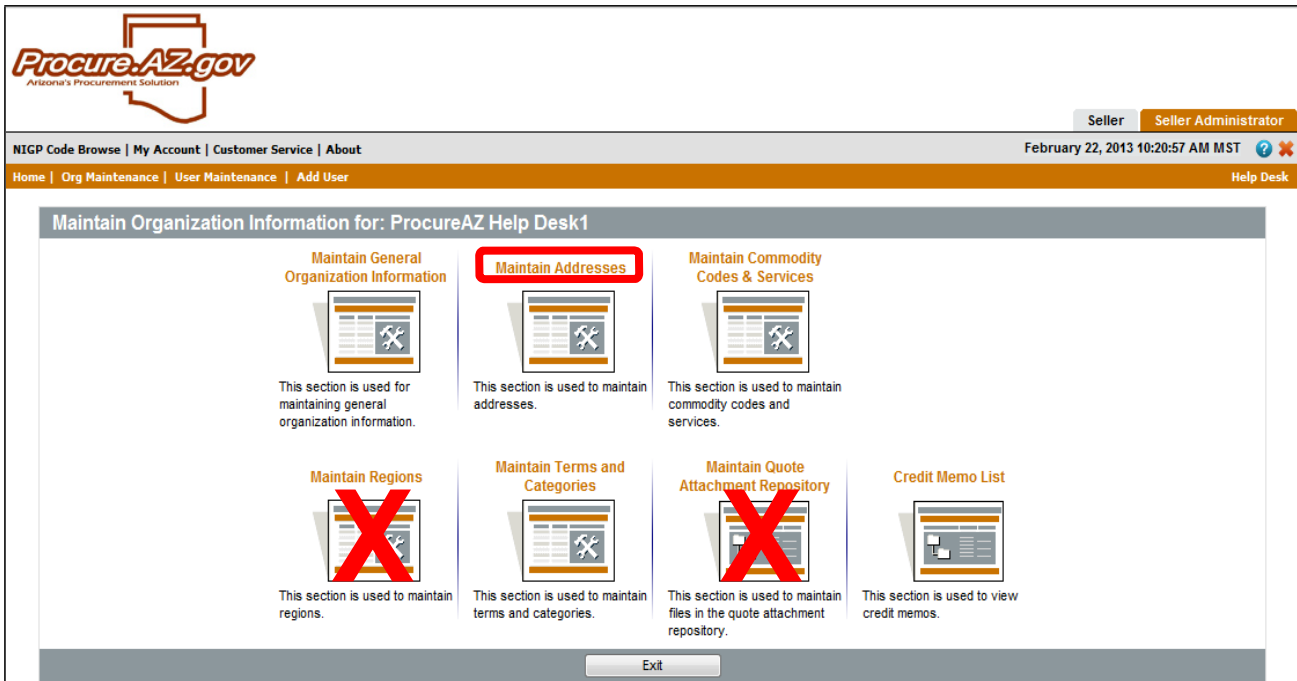 Procure.AZ.gov
Arizona's Procurement Solution
Seller
Seller Administrator
NIGP Code Browse | My Account | Customer Service | About
February 22, 2013 10:20:57 AM MST
Home | Org Maintenance | User Maintenance | Add User
Help Desk
Maintain Organization Information for: ProcureAZ Help Desk1
Maintain General
Organization Information
This section is used for
maintaining general
organization information.
Maintain Addresses
This section is used to maintain
addresses.
Maintain Commodity
Codes & Services
This section is used to maintain
commodity codes and
services.
Maintain Regions
X
This section is used to maintain
regions.
Maintain Terms and
Categories
This section is used to maintain
terms and categories.
Maintain Quote
Attachment Repository
X
This section is used to maintain
files in the quote attachment
repository.
Credit Memo List
This section is used to view
credit memos.
Exit